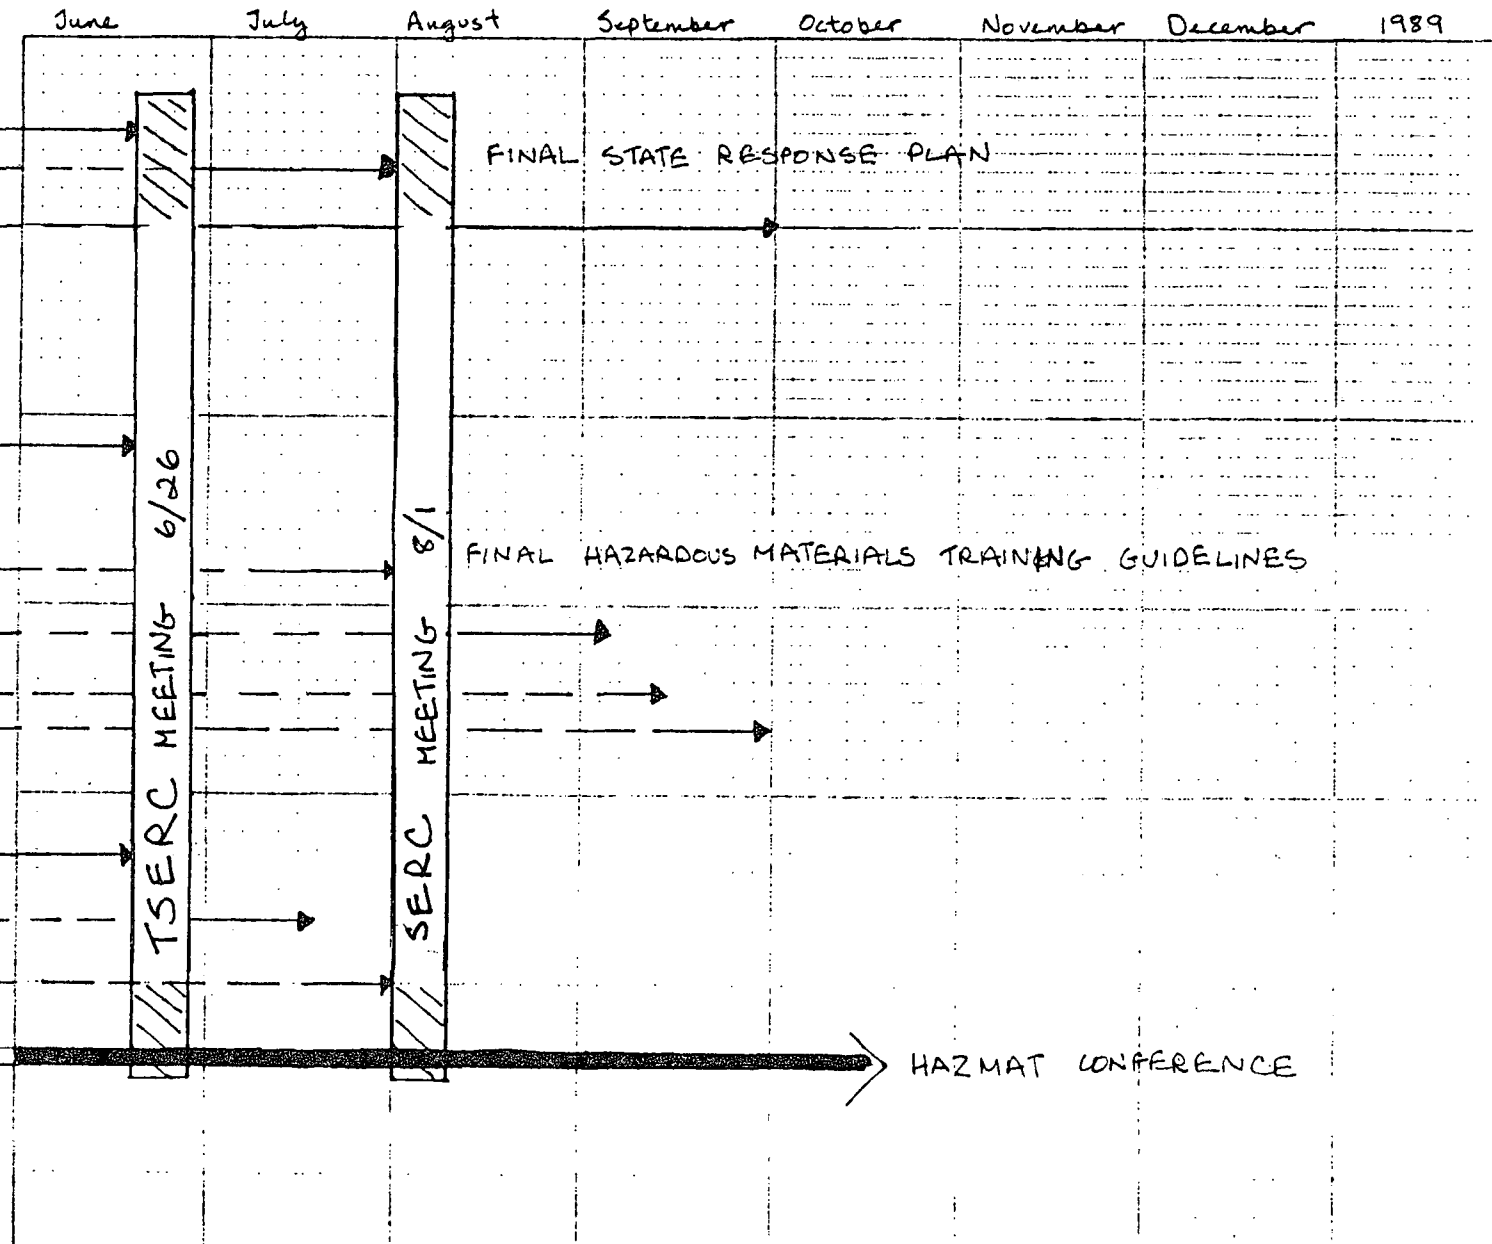 June July August September October November December 1989
FINAL STATE RESPONSE PLAN
TSERC MEETING 6/26
SERC MEETING 8/1
FINAL HAZARDOUS MATERIALS TRAINING GUIDELINES
HAZMAT CONFERENCE